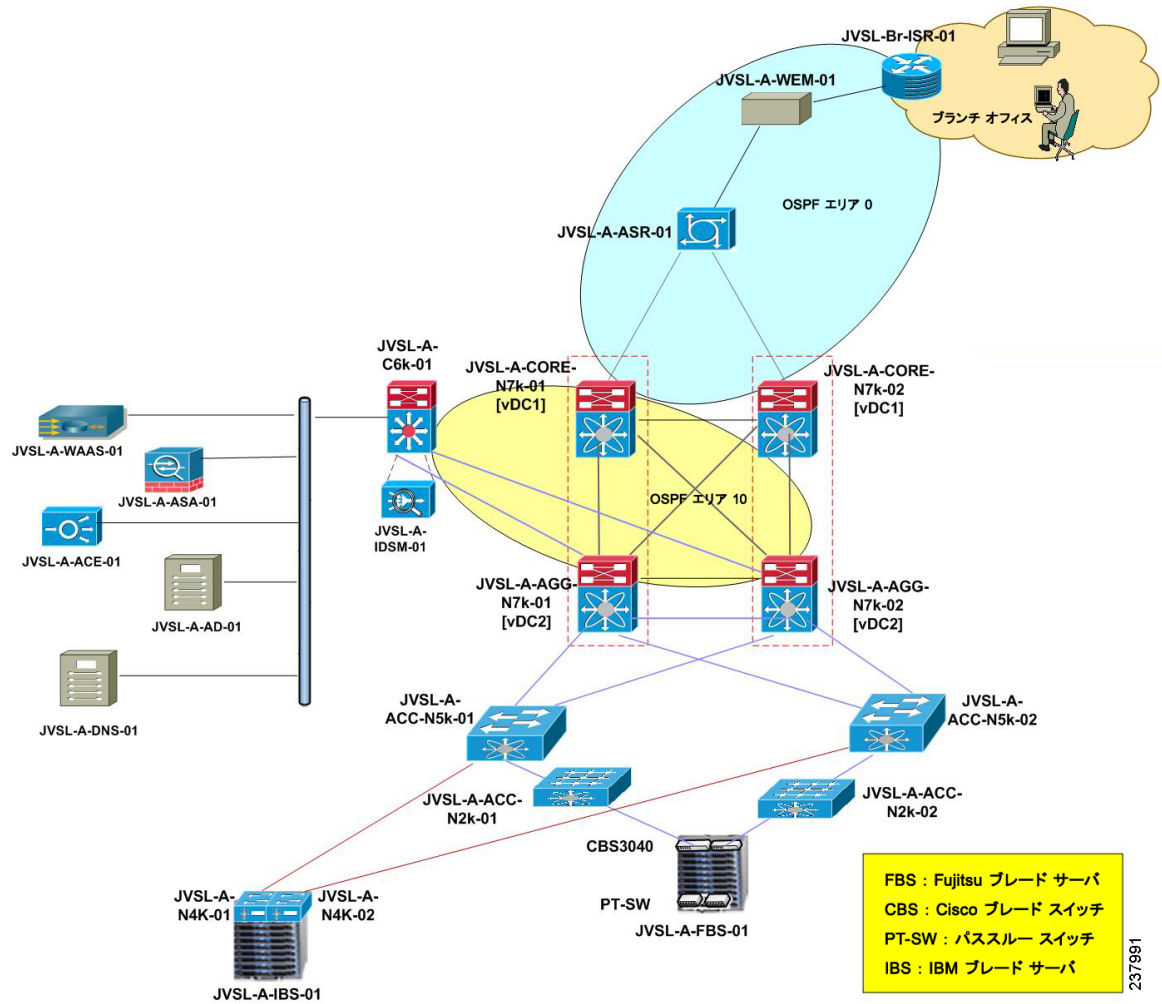 JVSL-Br-ISR-01
JVSL-A-WEM-01
ブランチ オフィス
OSPF エリア 0
JVSL-A-ASR-01
JVSL-A-
C6k-01
JVSL-A-CORE-
N7k-01
[vDC1]
JVSL-A-CORE-
N7k-02
[vDC1]
JVSL-A-WAAS-01
JVSL-A-ASA-01
JVSL-A-
IDSM-01
OSPF エリア 10
JVSL-A-ACE-01
JVSL-A-AGG-
N7k-01
[vDC2]
JVSL-A-AGG-
N7k-02
[vDC2]
JVSL-A-AD-01
JVSL-A-DNS-01
JVSL-A-
ACC-N5k-01
JVSL-A-
ACC-N5k-02
JVSL-A-ACC-
N2k-01
JVSL-A-ACC-
N2k-02
CBS3040
PT-SW
JVSL-A-FBS-01
JVSL-A-
N4K-01
JVSL-A-
N4K-02
JVSL-A-IBS-01
FBS : Fujitsu ブレード サーバ
CBS : Cisco ブレード スイッチ
PT-SW : パススルー スイッチ
IBS : IBM ブレード サーバ
237991